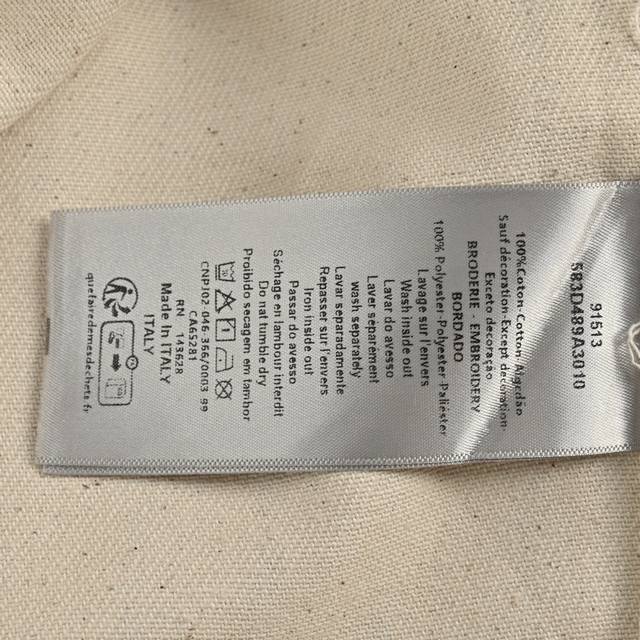 91513
583D489A3010
100%Coton-Cotton-Algodão
Sauf décoration-Except decoration
Exceto decoração
BRODERIE - EMBROIDERY
BORDADO
100% Polyester-Polyester-Poliéster
Lavage sur l'envers
Wash inside out
Lavar do avesso
Laver séparément
wash separately
Lavar separadamente
Repasser sur l'envers
Iron inside out
Passar do avesso
Séchage en tambour interdit
Do not tumble dry
Proibido secagem em tambor
CNPJ02.046.366/0003 99
CA65281
RN 143628
Made In ITALY
ITALY
quefairedemesdechets.fr